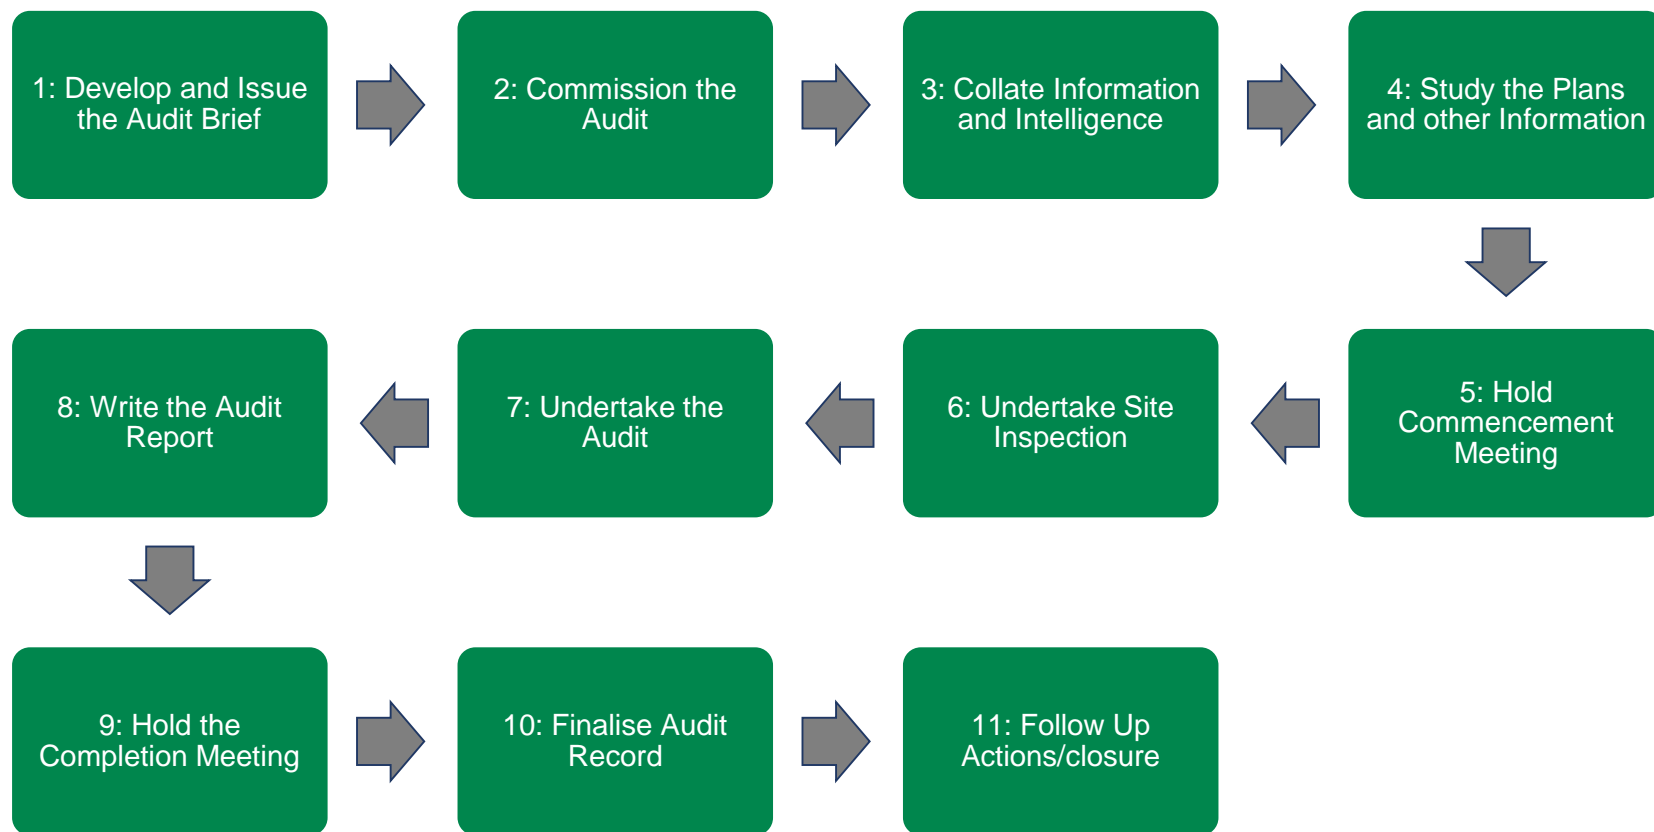 1: Develop and Issue
the Audit Brief
2: Commission the
Audit
3: Collate Information
and Intelligence
4: Study the Plans
and other Information
5: Hold
Commencement
Meeting
6: Undertake Site
Inspection
7: Undertake the
Audit
8: Write the Audit
Report
9: Hold the
Completion Meeting
10: Finalise Audit
Record
11: Follow Up
Actions/closure